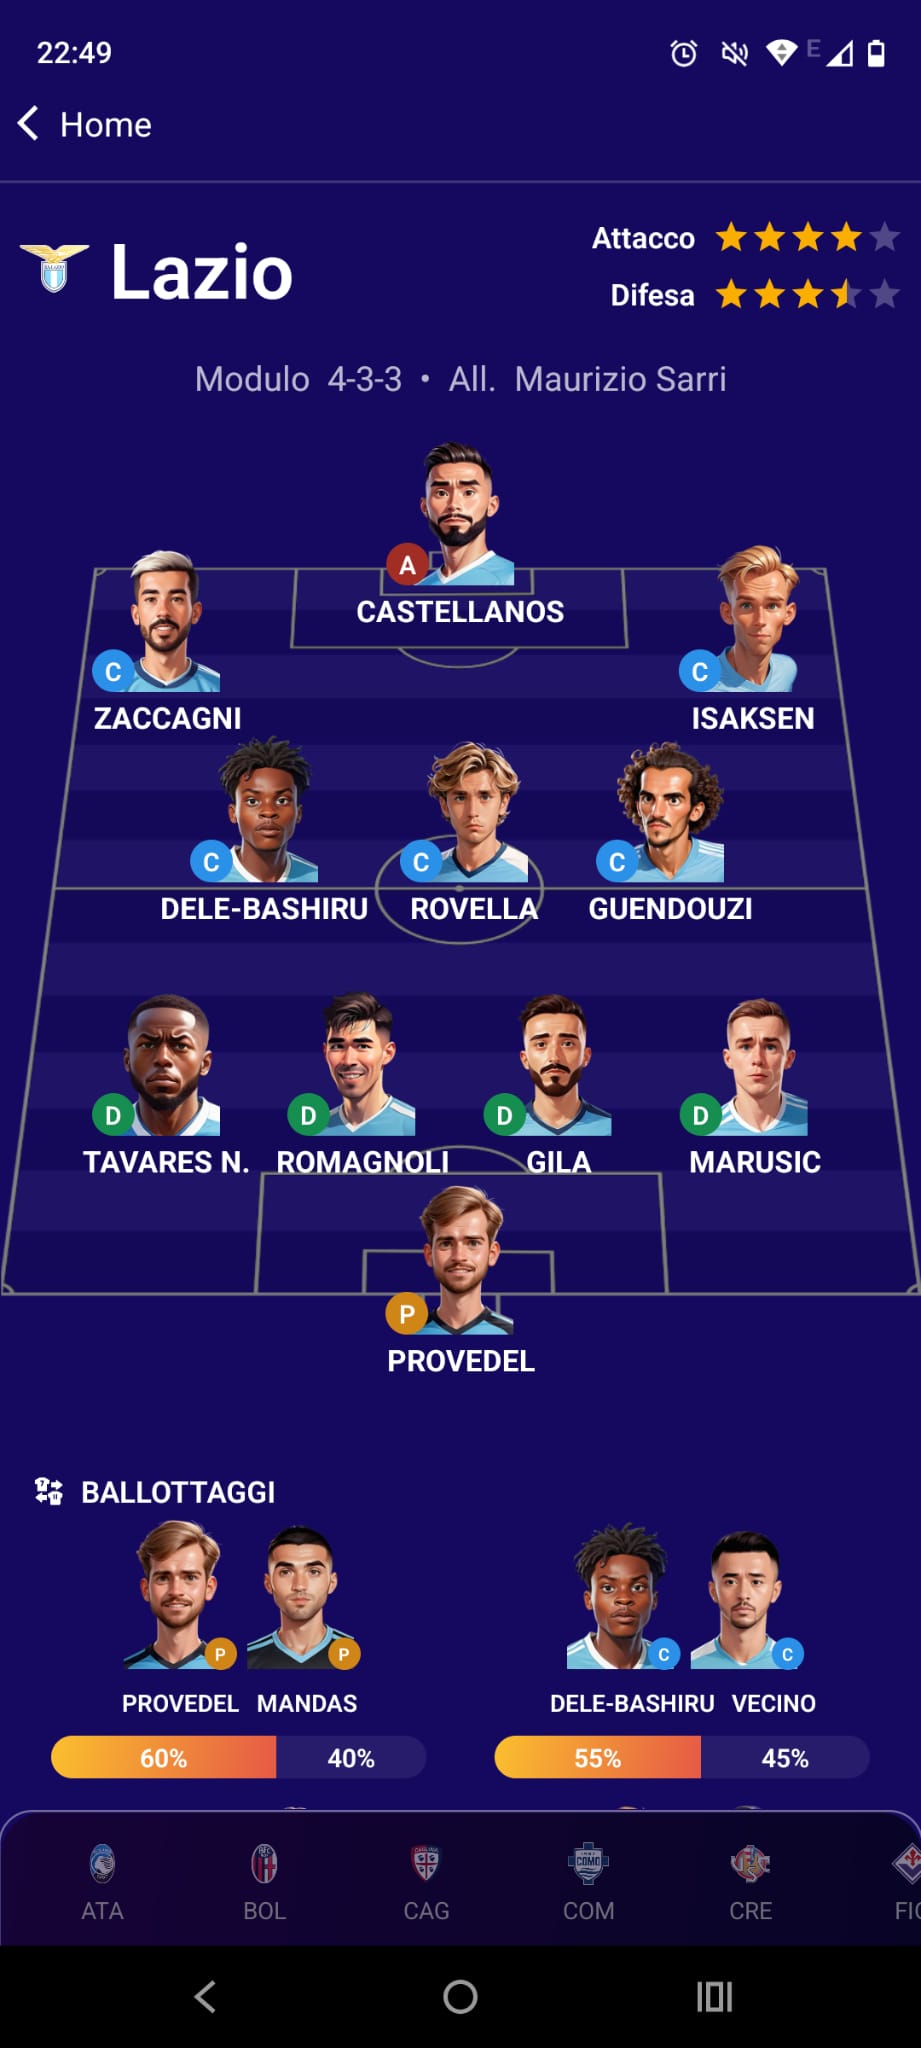 22:49
E
Home
Lazio
Attacco
Difesa
Modulo 4-3-3 • All. Maurizio Sarri
A
CASTELLANOS
C
ZACCAGNI
C
ISAKSEN
C
DELE-BASHIRU
C
ROVELLA
C
GUENDOUZI
D
TAVARES N.
D
ROMAGNOLI
D
GILA
D
MARUSIC
P
PROVEDEL
BALLOTTAGGI
P
P
C
C
PROVEDEL MANDAS
DELE-BASHIRU VECINO
60% 40%
55% 45%
COMO
ATA BOL CAG COM CRE FIO